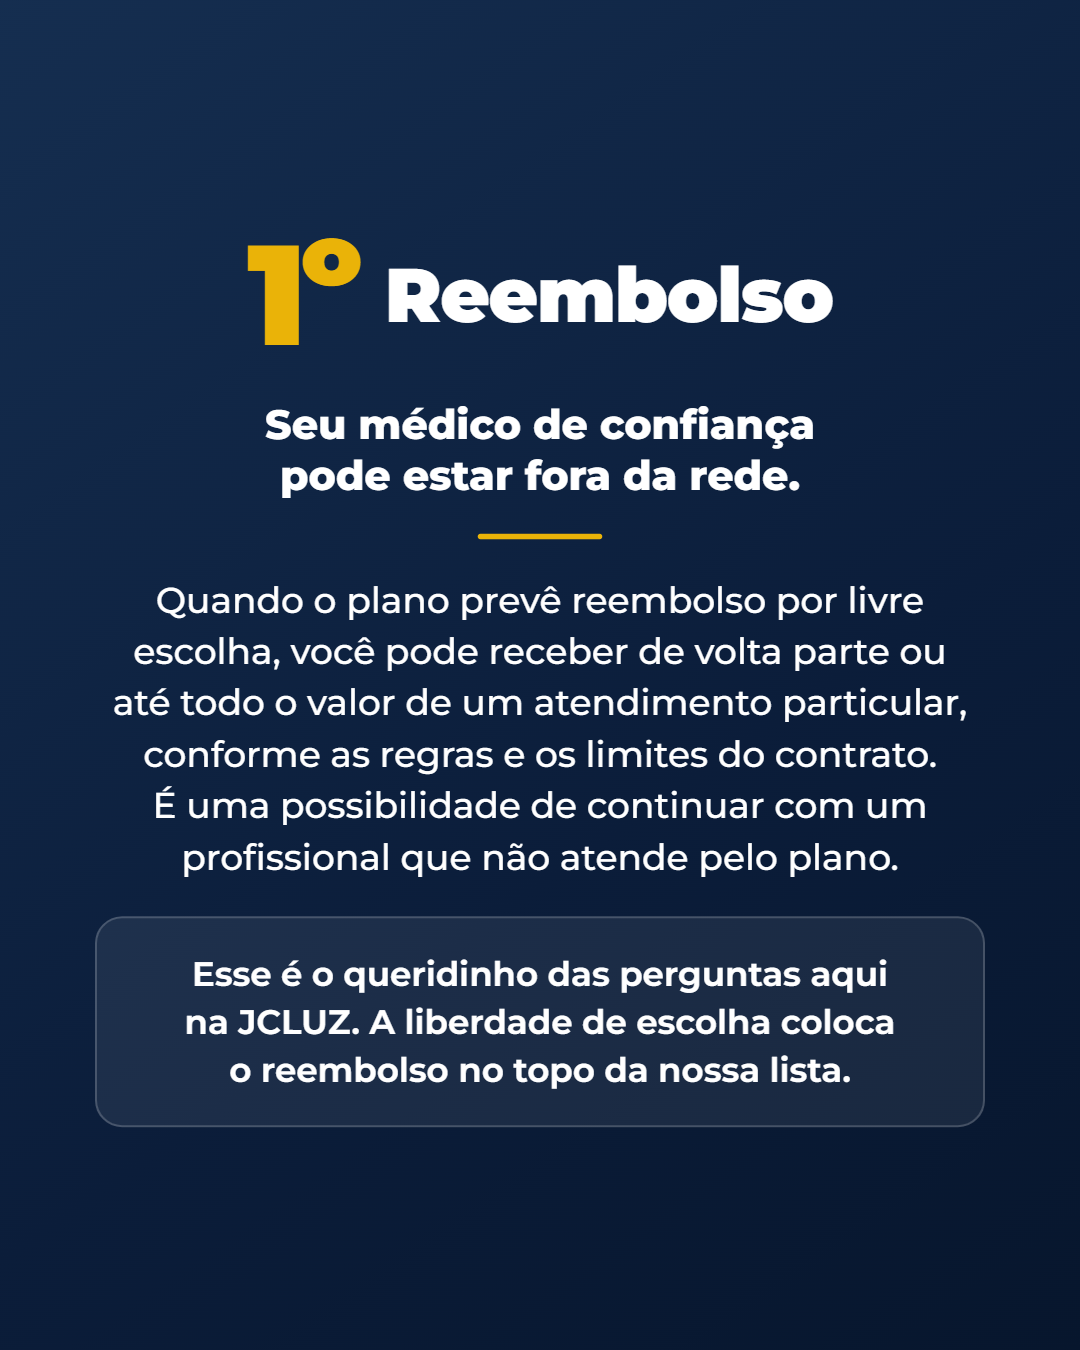 1º Reembolso
Seu médico de confiança
pode estar fora da rede.
Quando o plano prevê reembolso por livre
escolha, você pode receber de volta parte ou
até todo o valor de um atendimento particular,
conforme as regras e os limites do contrato.
É uma possibilidade de continuar com um
profissional que não atende pelo plano.
Esse é o queridinho das perguntas aqui
na JCLUZ. A liberdade de escolha coloca
o reembolso no topo da nossa lista.